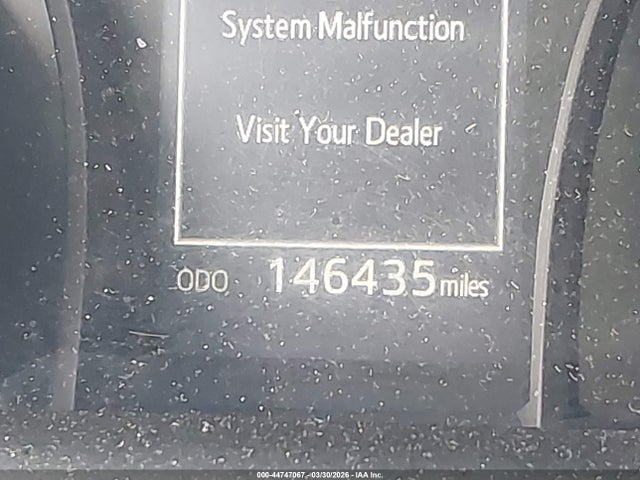 System Malfunction
Visit Your Dealer
ODO 146435 miles
000-44747067 - 03/30/2026 - IAA Inc.